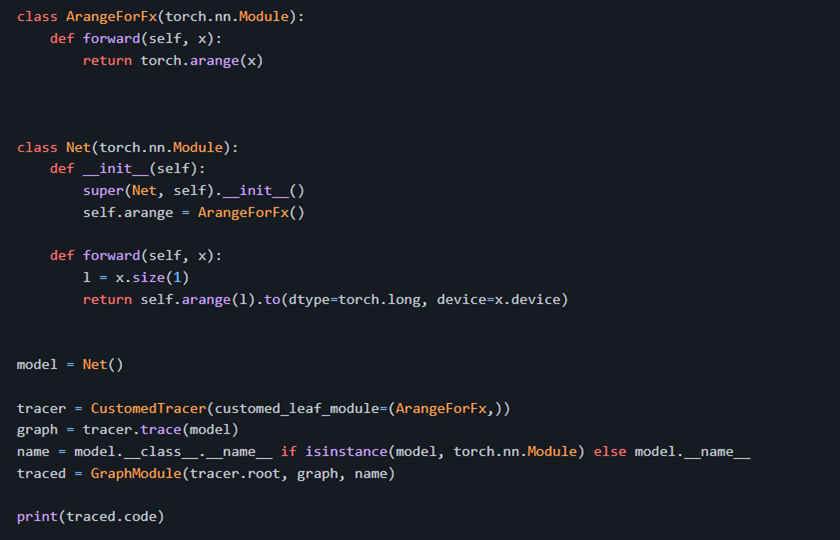 class ArangeForFx(torch.nn.Module):
    def forward(self, x):
        return torch.arange(x)
class Net(torch.nn.Module):
    def __init__(self):
        super(Net, self).__init__()
        self.arange = ArangeForFx()
    def forward(self, x):
        l = x.size(1)
        return self.arange(l).to(dtype=torch.long, device=x.device)
model = Net()
tracer = CustomedTracer(customed_leaf_module=(ArangeForFx,))
graph = tracer.trace(model)
name = model.__class__.__name__ if isinstance(model, torch.nn.Module) else model.__name__
traced = GraphModule(tracer.root, graph, name)
print(traced.code)